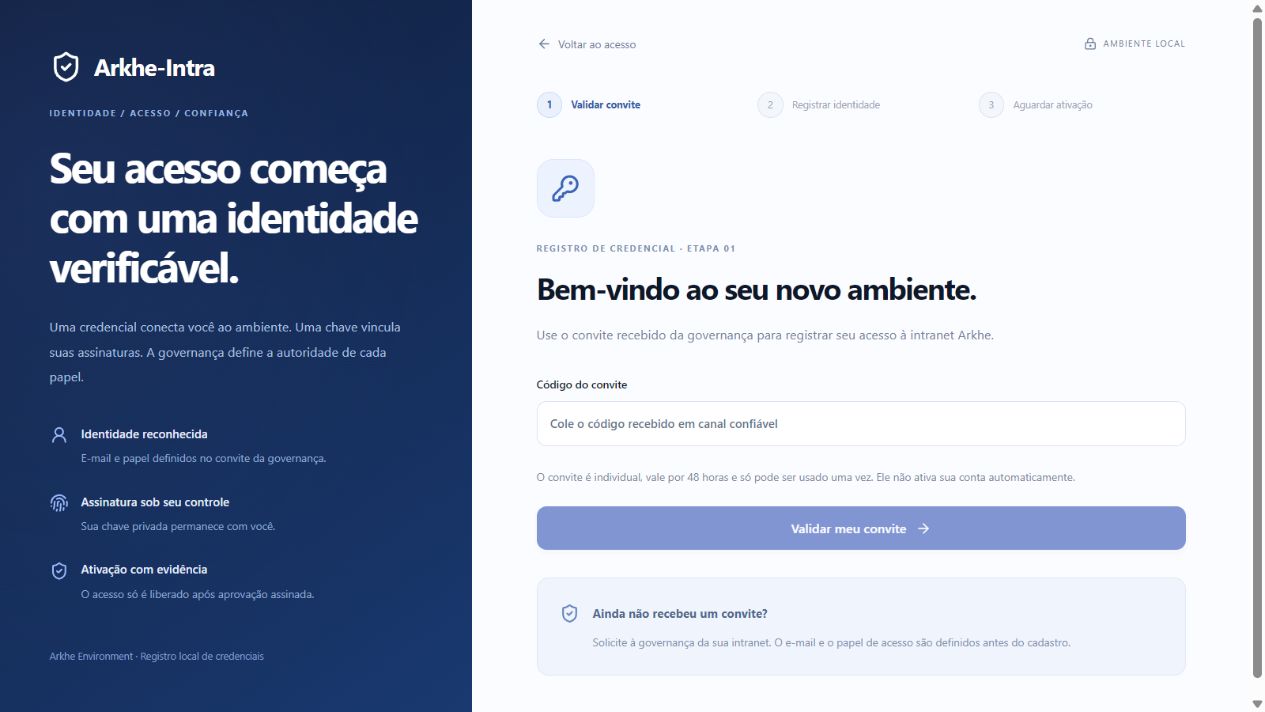 Arkhe-Intra
IDENTIDADE / ACESSO / CONFIANÇA
Seu acesso começa
com uma identidade
verificável.
Uma credencial conecta você ao ambiente. Uma chave vincula
suas assinaturas. A governança define a autoridade de cada
papel.
Identidade reconhecida
E-mail e papel definidos no convite da governança.
Assinatura sob seu controle
Sua chave privada permanece com você.
Ativação com evidência
O acesso só é liberado após aprovação assinada.
Arkhe Environment · Registro local de credenciais
Voltar ao acesso
AMBIENTE LOCAL
1 Validar convite
2 Registrar identidade
3 Aguardar ativação
REGISTRO DE CREDENCIAL · ETAPA 01
Bem-vindo ao seu novo ambiente.
Use o convite recebido da governança para registrar seu acesso à intranet Arkhe.
Código do convite
Cole o código recebido em canal confiável
O convite é individual, vale por 48 horas e só pode ser usado uma vez. Ele não ativa sua conta automaticamente.
Validar meu convite
Ainda não recebeu um convite?
Solicite à governança da sua intranet. O e-mail e o papel de acesso são definidos antes do cadastro.